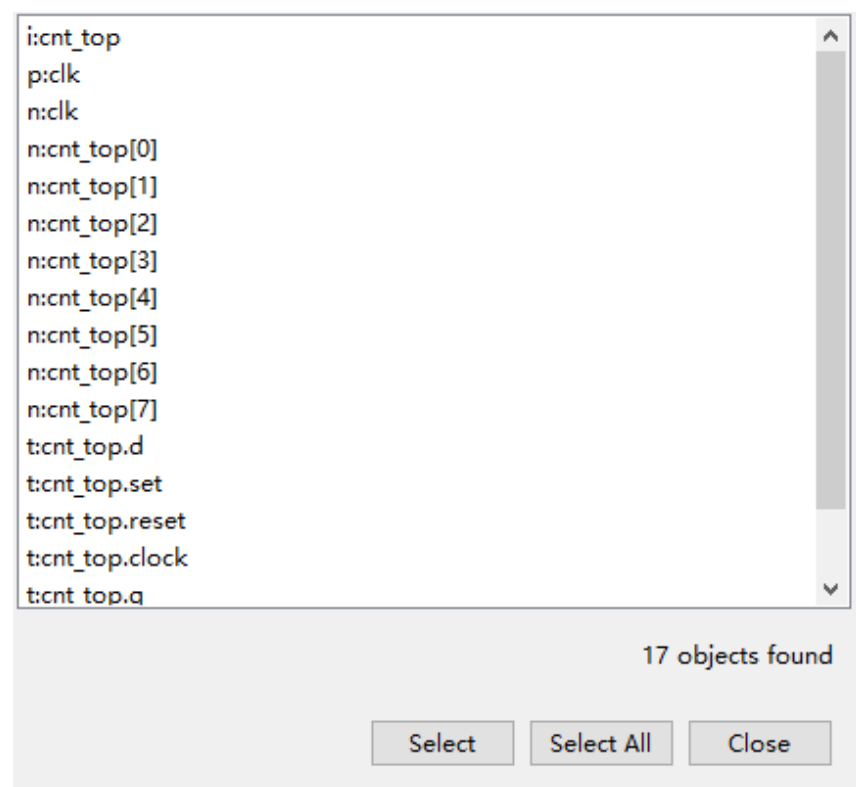 i:cnt_top
p:clk
n:clk
n:cnt_top[0]
n:cnt_top[1]
n:cnt_top[2]
n:cnt_top[3]
n:cnt_top[4]
n:cnt_top[5]
n:cnt_top[6]
n:cnt_top[7]
t:cnt_top.d
t:cnt_top.set
t:cnt_top.reset
t:cnt_top.clock
t:cnt_top.q
17 objects found
Select Select All Close